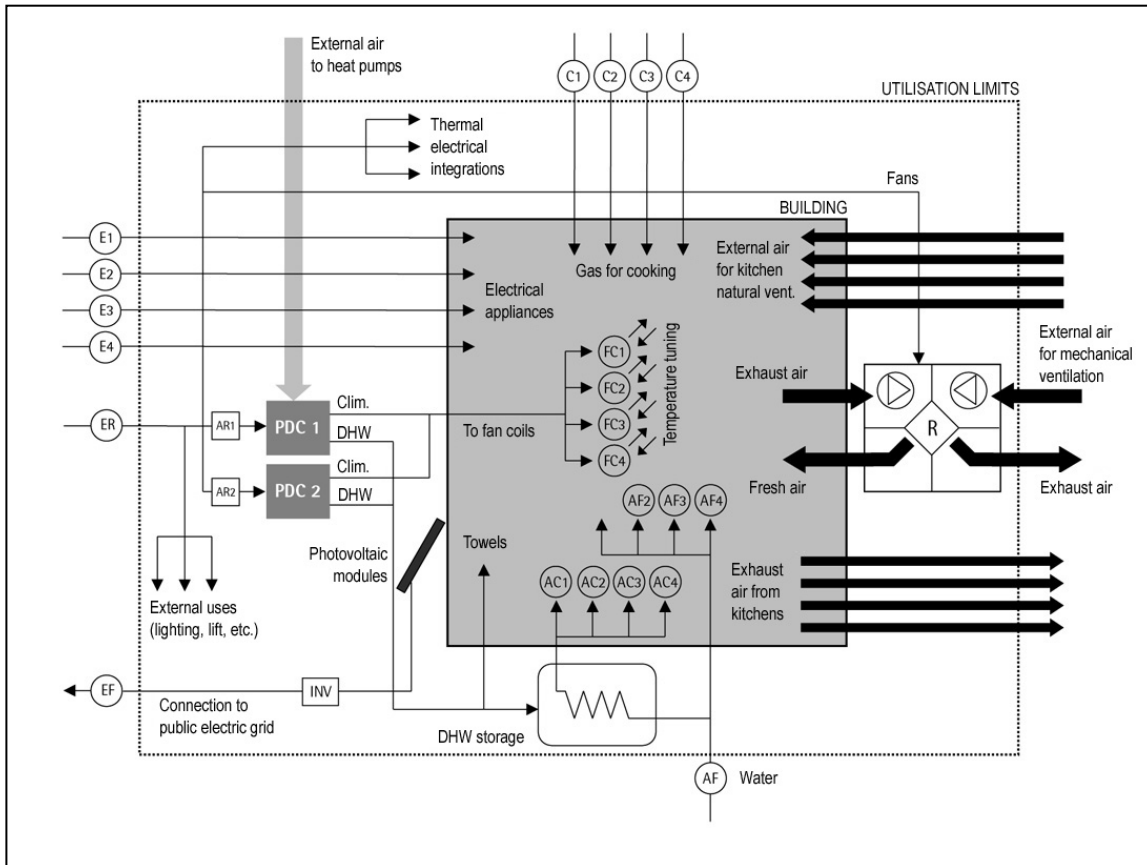 External air
to heat pumps
C1
C2
C3
C4
UTILISATION LIMITS
Thermal
electrical
integrations
Fans
BUILDING
E1
E2
E3
E4
Gas for cooking
External air
for kitchen
natural vent.
Electrical
appliances
FC1
FC2
FC3
FC4
Temperature tuning
Exhaust air
External air
for mechanical
ventilation
ER
AR1
PDC 1
Clim.
DHW
To fan coils
R
AR2
PDC 2
Clim.
DHW
Fresh air
Exhaust air
AF2
AF3
AF4
Photovoltaic
modules
Towels
AC1
AC2
AC3
AC4
Exhaust
air from
kitchens
External uses
(lighting, lift, etc.)
EF
INV
Connection to
public electric grid
DHW storage
AF
Water